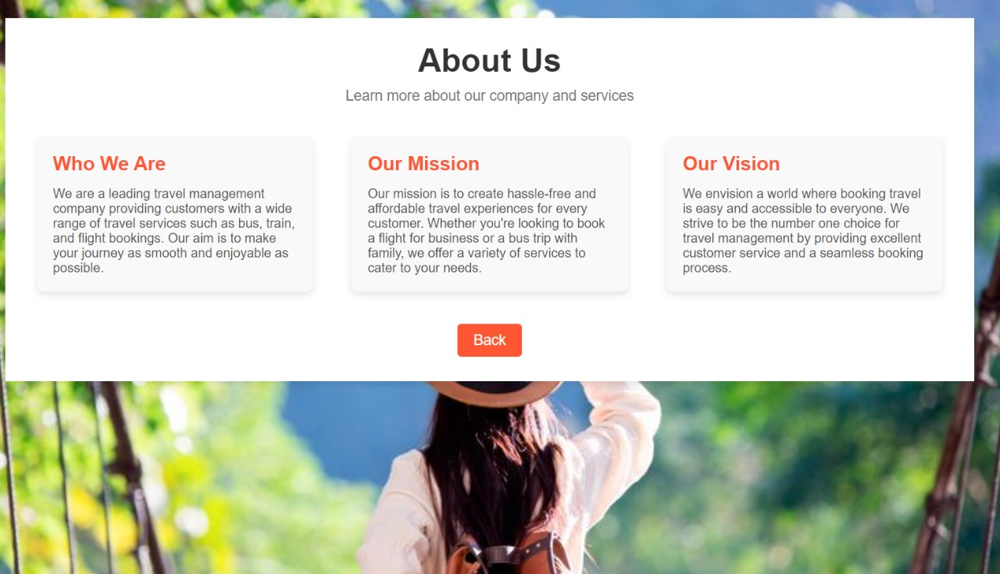 About Us
Learn more about our company and services
Who We Are
We are a leading travel management
company providing customers with a wide
range of travel services such as bus, train,
and flight bookings. Our aim is to make
your journey as smooth and enjoyable as
possible.
Our Mission
Our mission is to create hassle-free and
affordable travel experiences for every
customer. Whether you're looking to book
a flight for business or a bus trip with
family, we offer a variety of services to
cater to your needs.
Our Vision
We envision a world where booking travel
is easy and accessible to everyone. We
strive to be the number one choice for
travel management by providing excellent
customer service and a seamless booking
process.
Back